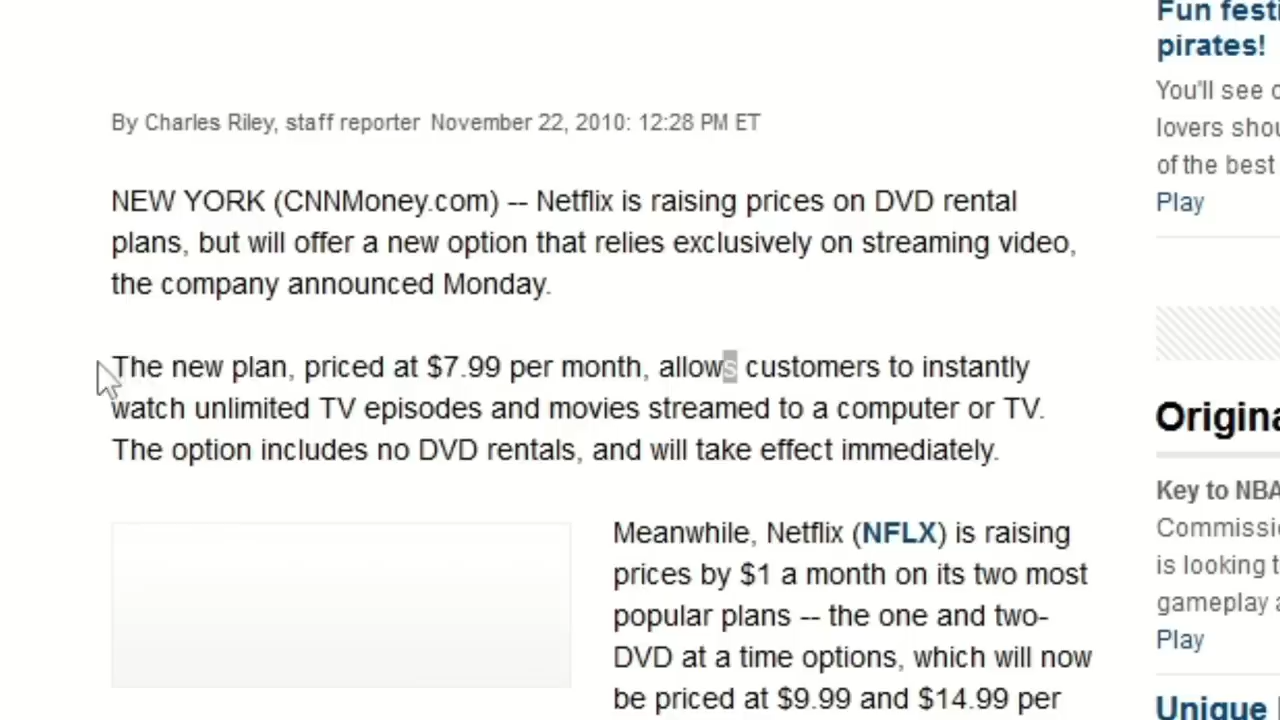 By Charles Riley, staff reporter November 22, 2010: 12:28 PM ET
NEW YORK (CNNMoney.com) -- Netflix is raising prices on DVD rental
plans, but will offer a new option that relies exclusively on streaming video,
the company announced Monday.
The new plan, priced at $7.99 per month, allows customers to instantly
watch unlimited TV episodes and movies streamed to a computer or TV.
The option includes no DVD rentals, and will take effect immediately.
Meanwhile, Netflix (NFLX) is raising
prices by $1 a month on its two most
popular plans -- the one and two-
DVD at a time options, which will now
be priced at $9.99 and $14.99 per
Fun
pirates!
You'll see
lovers
of the best
Play
Key to NBA
is looking
gameplay
Play
Unique